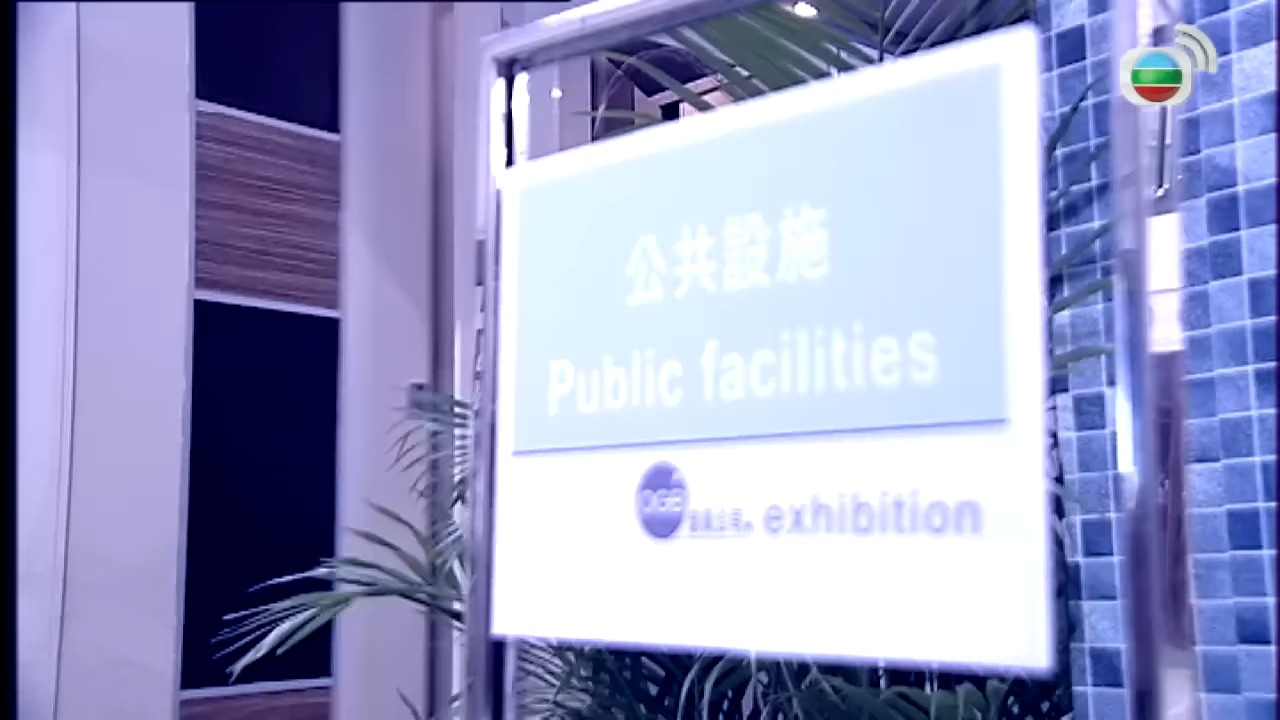 公共設施
Public facilities
exhibition